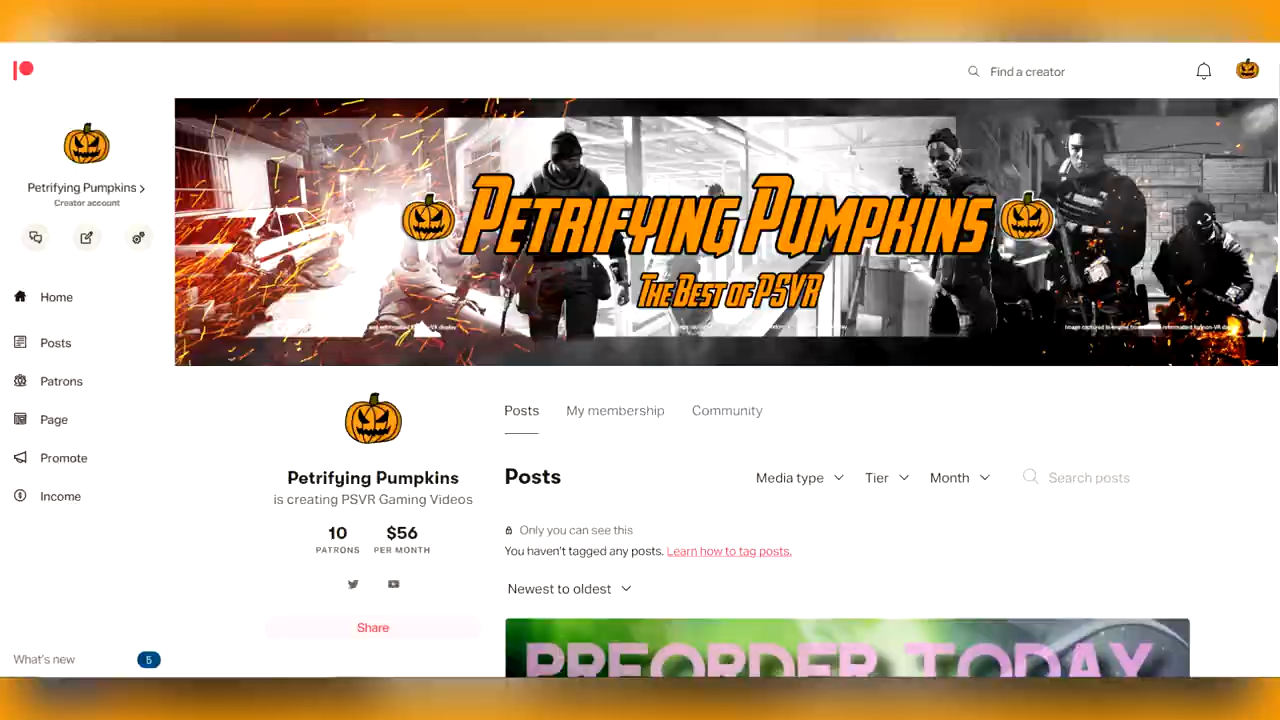 Find a creator
Petrifying Pumpkins
Creator account
Home
Posts
Patrons
Page
Promote
Income
What's new
5
PETRIFYING PUMPKINS
THE BEST OF PSVR
Petrifying Pumpkins
is creating PSVR Gaming Videos
10 $56
PATRONS PER MONTH
Share
Posts My membership Community
Posts
Media type Tier Month Search posts
Only you can see this
You haven't tagged any posts. Learn how to tag posts.
Newest to oldest
PREORDER TODAY